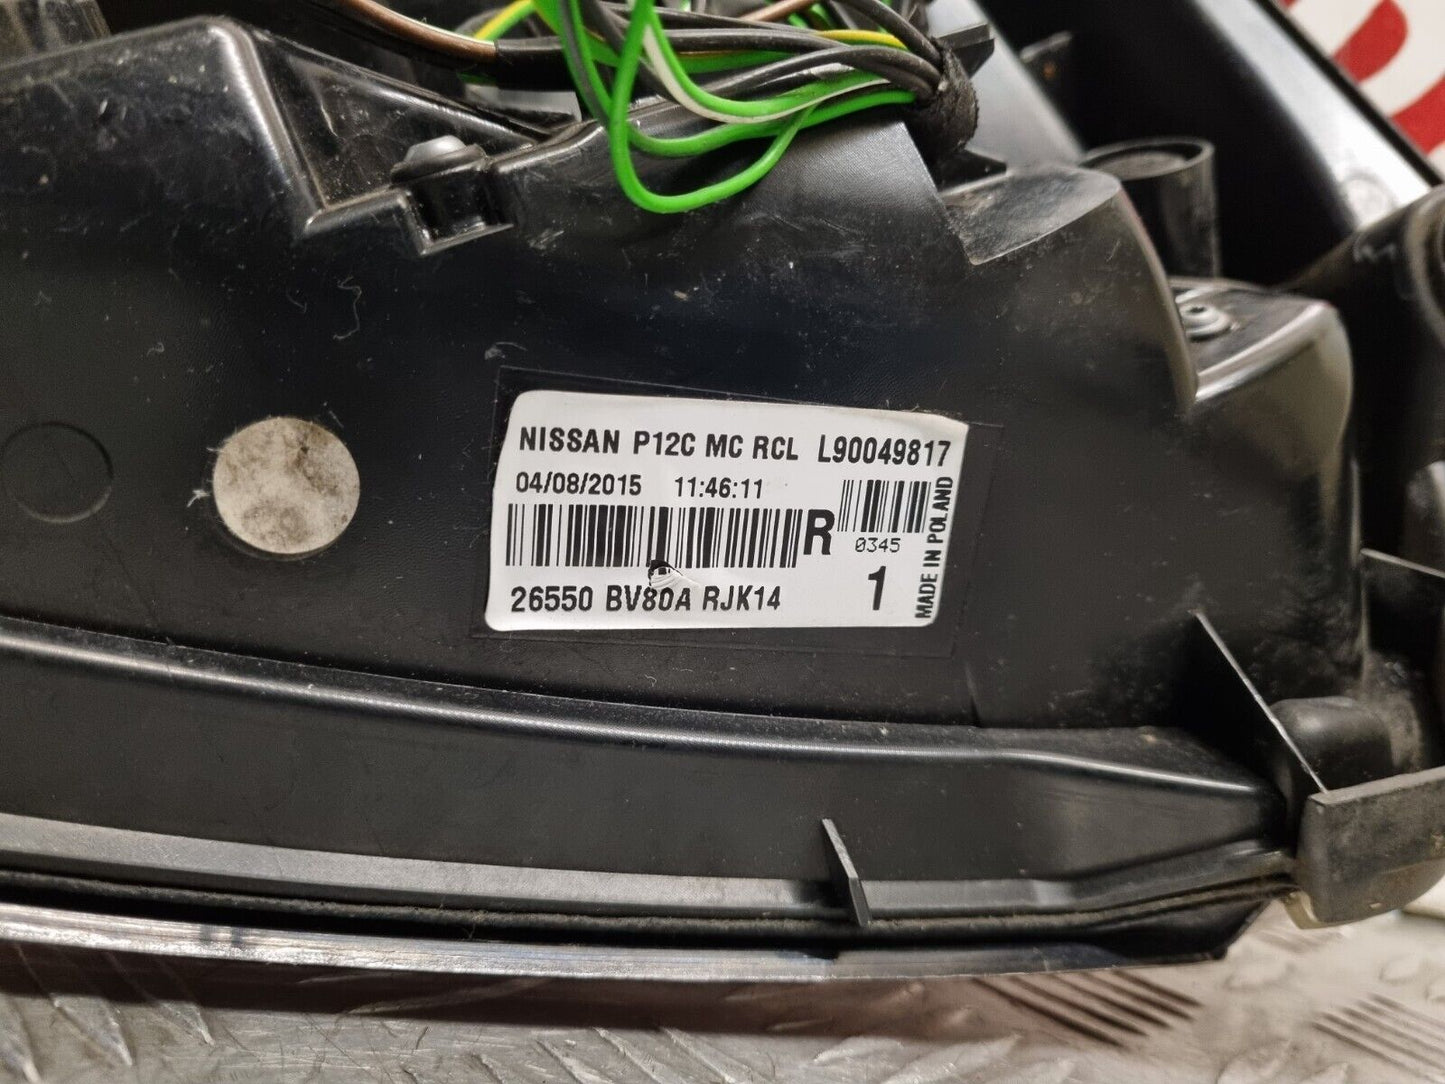 NISSAN P12C MC RCL L90049817
04/08/2015 11:46:11
R
0345
26550 BV80A RJK14
1
MADE IN POLAND